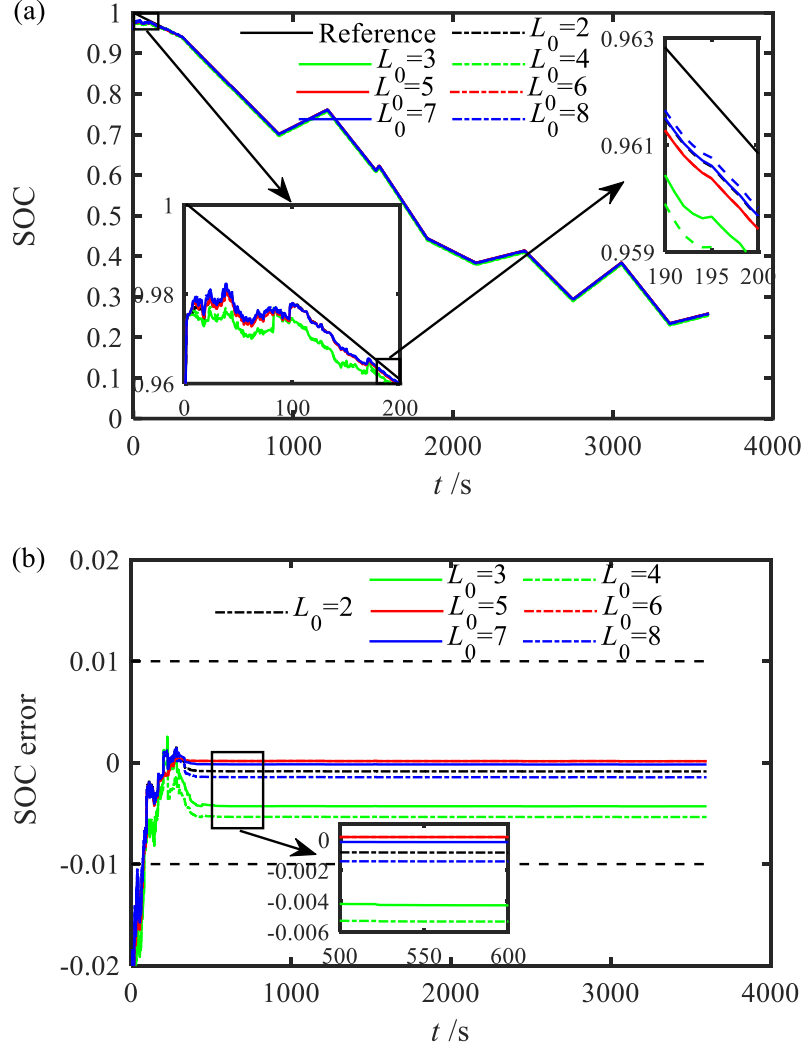 (a)
1
0.9
0.8
0.7
0.6
0.5
0.4
0.3
0.2
0.1
0
SOC
Reference
L0=2
L0=3
L0=4
L0=5
L0=6
L0=7
L0=8
0.963
0.961
0.959
190 195 200
1
0.98
0.96
0 100 200
0 1000 2000 3000 4000
t /s
(b)
0.02
0.01
0
-0.01
-0.02
SOC error
L0=2
L0=3
L0=4
L0=5
L0=6
L0=7
L0=8
0
-0.002
-0.004
-0.006
500 550 600
0 1000 2000 3000 4000
t /s